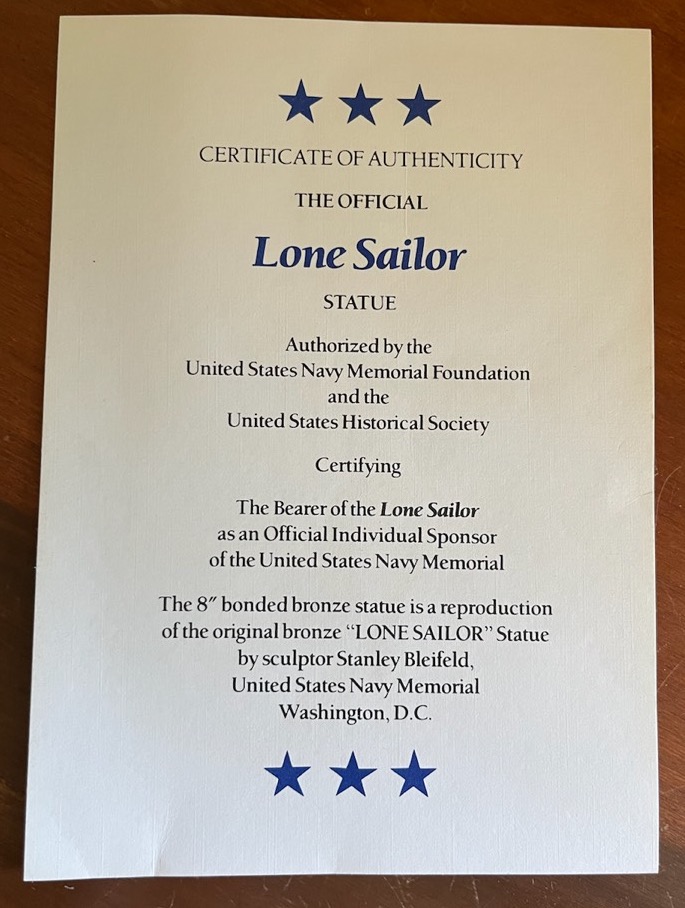 CERTIFICATE OF AUTHENTICITY
THE OFFICIAL
Lone Sailor
STATUE
Authorized by the
United States Navy Memorial Foundation
and the
United States Historical Society
Certifying
The Bearer of the Lone Sailor
as an Official Individual Sponsor
of the United States Navy Memorial
The 8″ bonded bronze statue is a reproduction
of the original bronze “LONE SAILOR” Statue
by sculptor Stanley Bleifeld,
United States Navy Memorial
Washington, D.C.